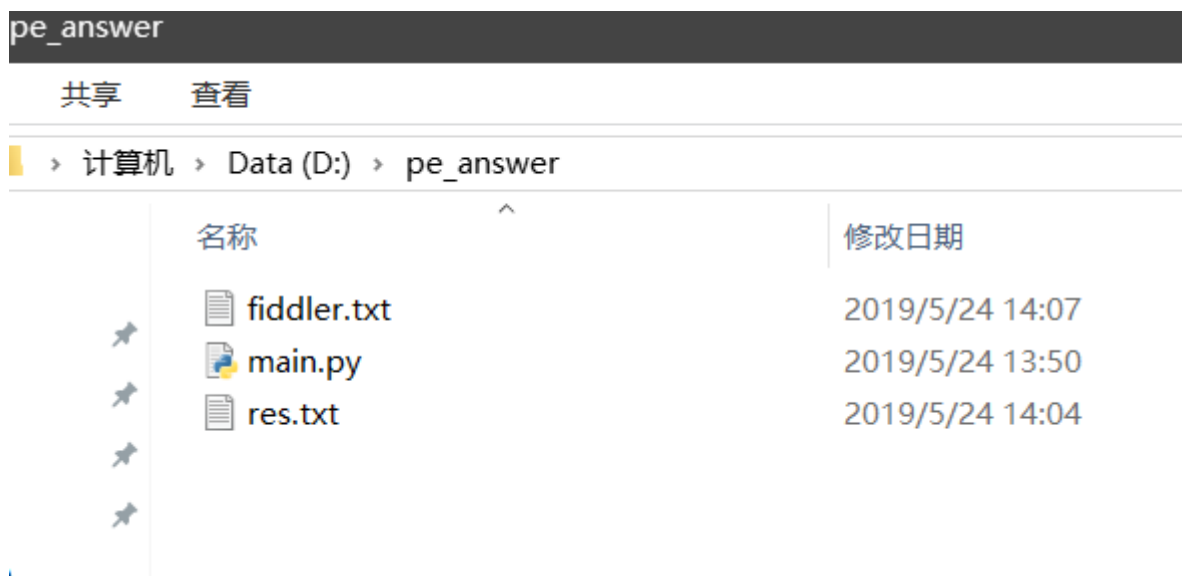 pe_answer
共享 查看
计算机 › Data (D:) › pe_answer
名称 修改日期
fiddler.txt 2019/5/24 14:07
main.py 2019/5/24 13:50
res.txt 2019/5/24 14:04